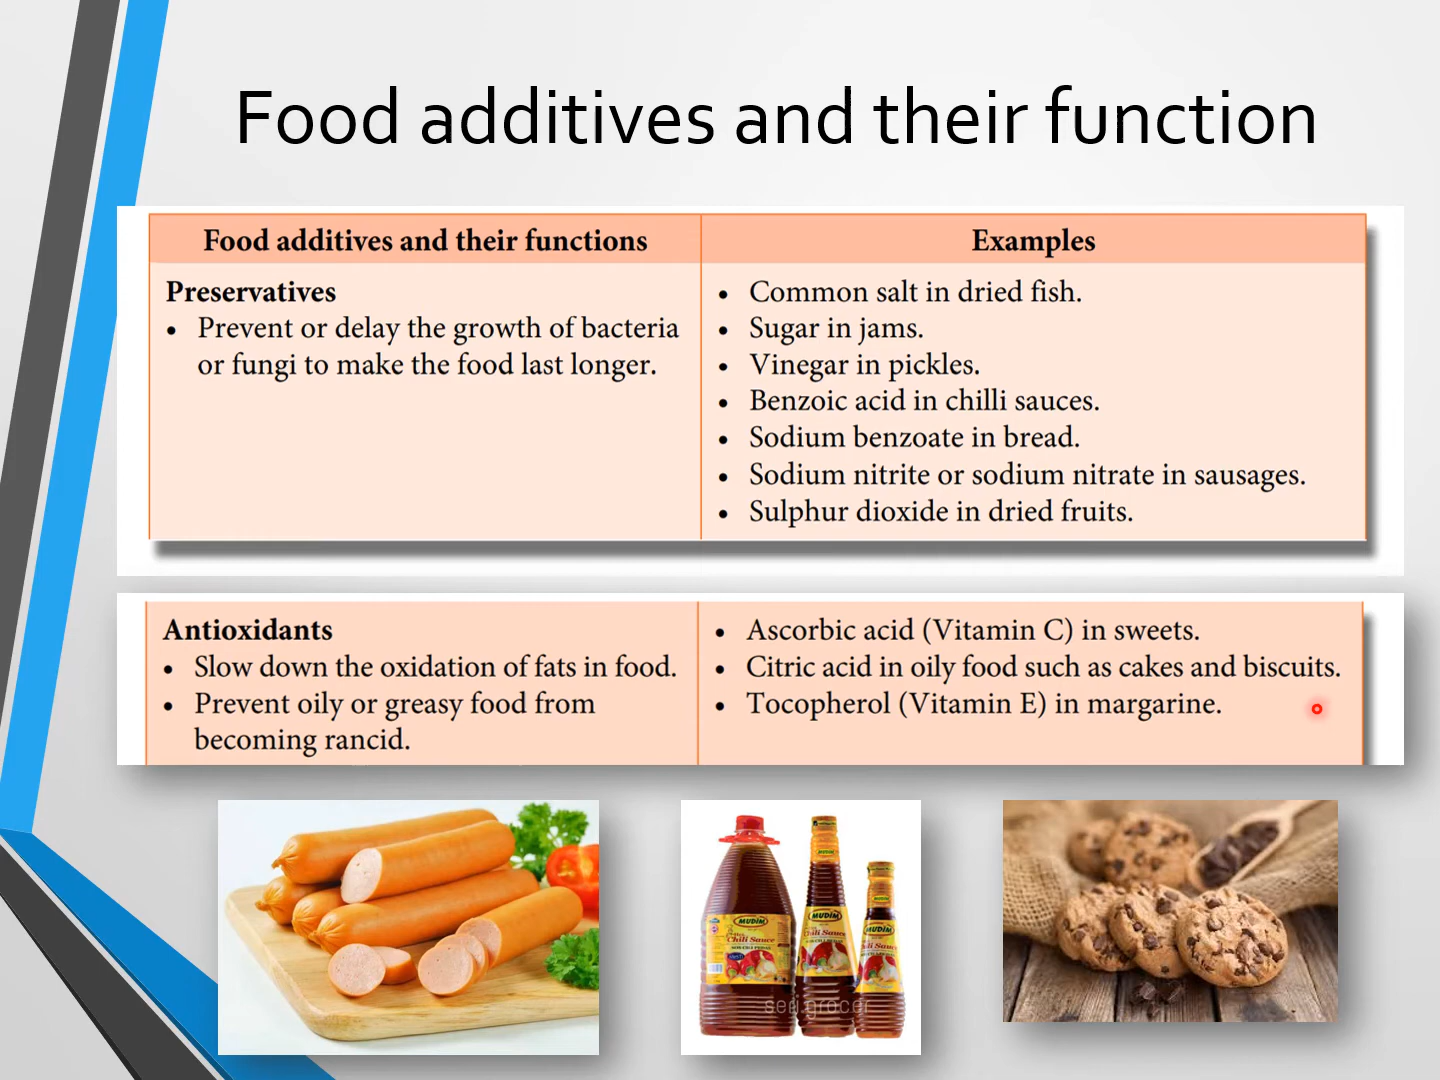 Food additives and their function
Food additives and their functions
Examples
Preservatives
• Prevent or delay the growth of bacteria
or fungi to make the food last longer.
• Common salt in dried fish.
• Sugar in jams.
• Vinegar in pickles.
• Benzoic acid in chilli sauces.
• Sodium benzoate in bread.
• Sodium nitrite or sodium nitrate in sausages.
• Sulphur dioxide in dried fruits.
Antioxidants
• Slow down the oxidation of fats in food.
• Prevent oily or greasy food from
becoming rancid.
• Ascorbic acid (Vitamin C) in sweets.
• Citric acid in oily food such as cakes and biscuits.
• Tocopherol (Vitamin E) in margarine.
MUDIM
Chili Sauce
MUDIM
Chili Sauce
MUDIM
Chili Sauce
seri.grocer